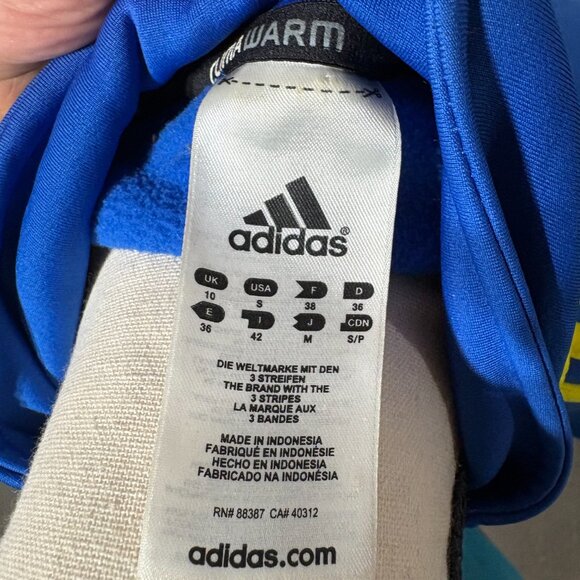 WARM
adidas®
UK USA F D
10 S 38 36
E I J CDN
36 42 M S/P
DIE WELTMARKE MIT DEN
3 STREIFEN
THE BRAND WITH THE
3 STRIPES
LA MARQUE AUX
3 BANDES
MADE IN INDONESIA
FABRIQUÉ EN INDONÉSIE
HECHO EN INDONESIA
FABRICADO NA INDONESIA
RN# 88387 CA# 40312
adidas.com